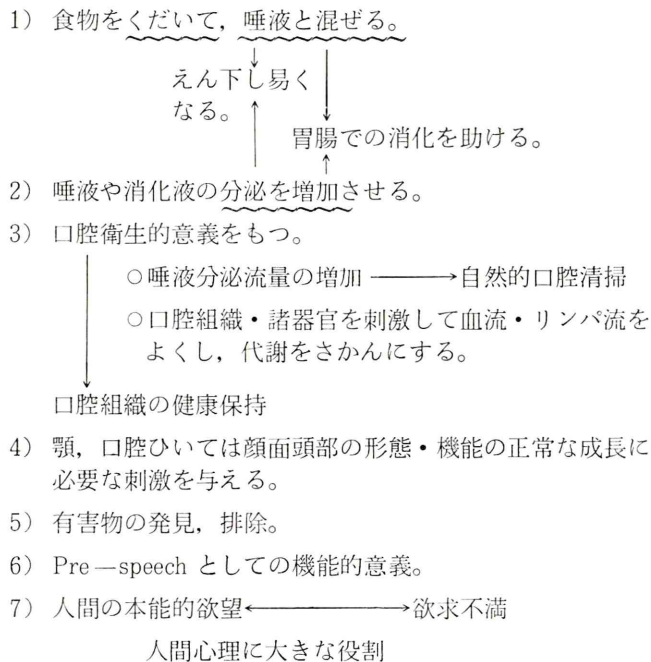 1) 食物をくだいて，唾液と混ぜる。
えん下し易く
なる。
胃腸での消化を助ける。
2) 唾液や消化液の分泌を増加させる。
3) 口腔衛生的意義をもつ。
○唾液分泌流量の増加 ⟶ 自然的口腔清掃
○口腔組織・諸器官を刺激して血流・リンパ流を
よくし，代謝をさかんにする。
口腔組織の健康保持
4) 顎，口腔ひいては顔面頭部の形態・機能の正常な成長に
必要な刺激を与える。
5) 有害物の発見，排除。
6) Pre―speech としての機能的意義。
7) 人間の本能的欲望⟷欲求不満
人間心理に大きな役割